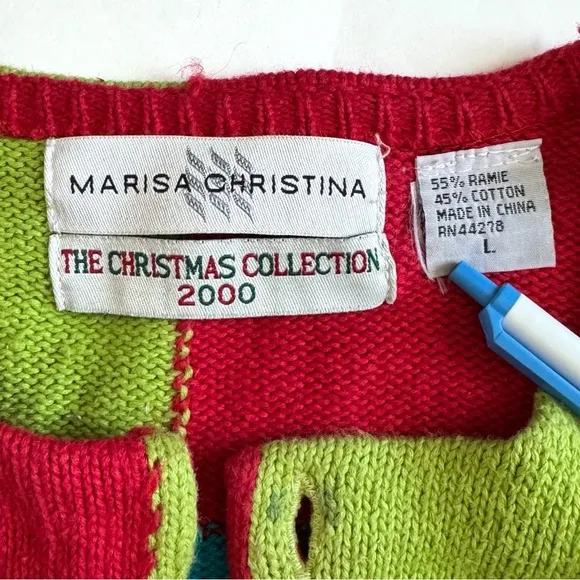 MARISA CHRISTINA
THE CHRISTMAS COLLECTION
2000
55% RAMIE
45% COTTON
MADE IN CHINA
RN44278
L